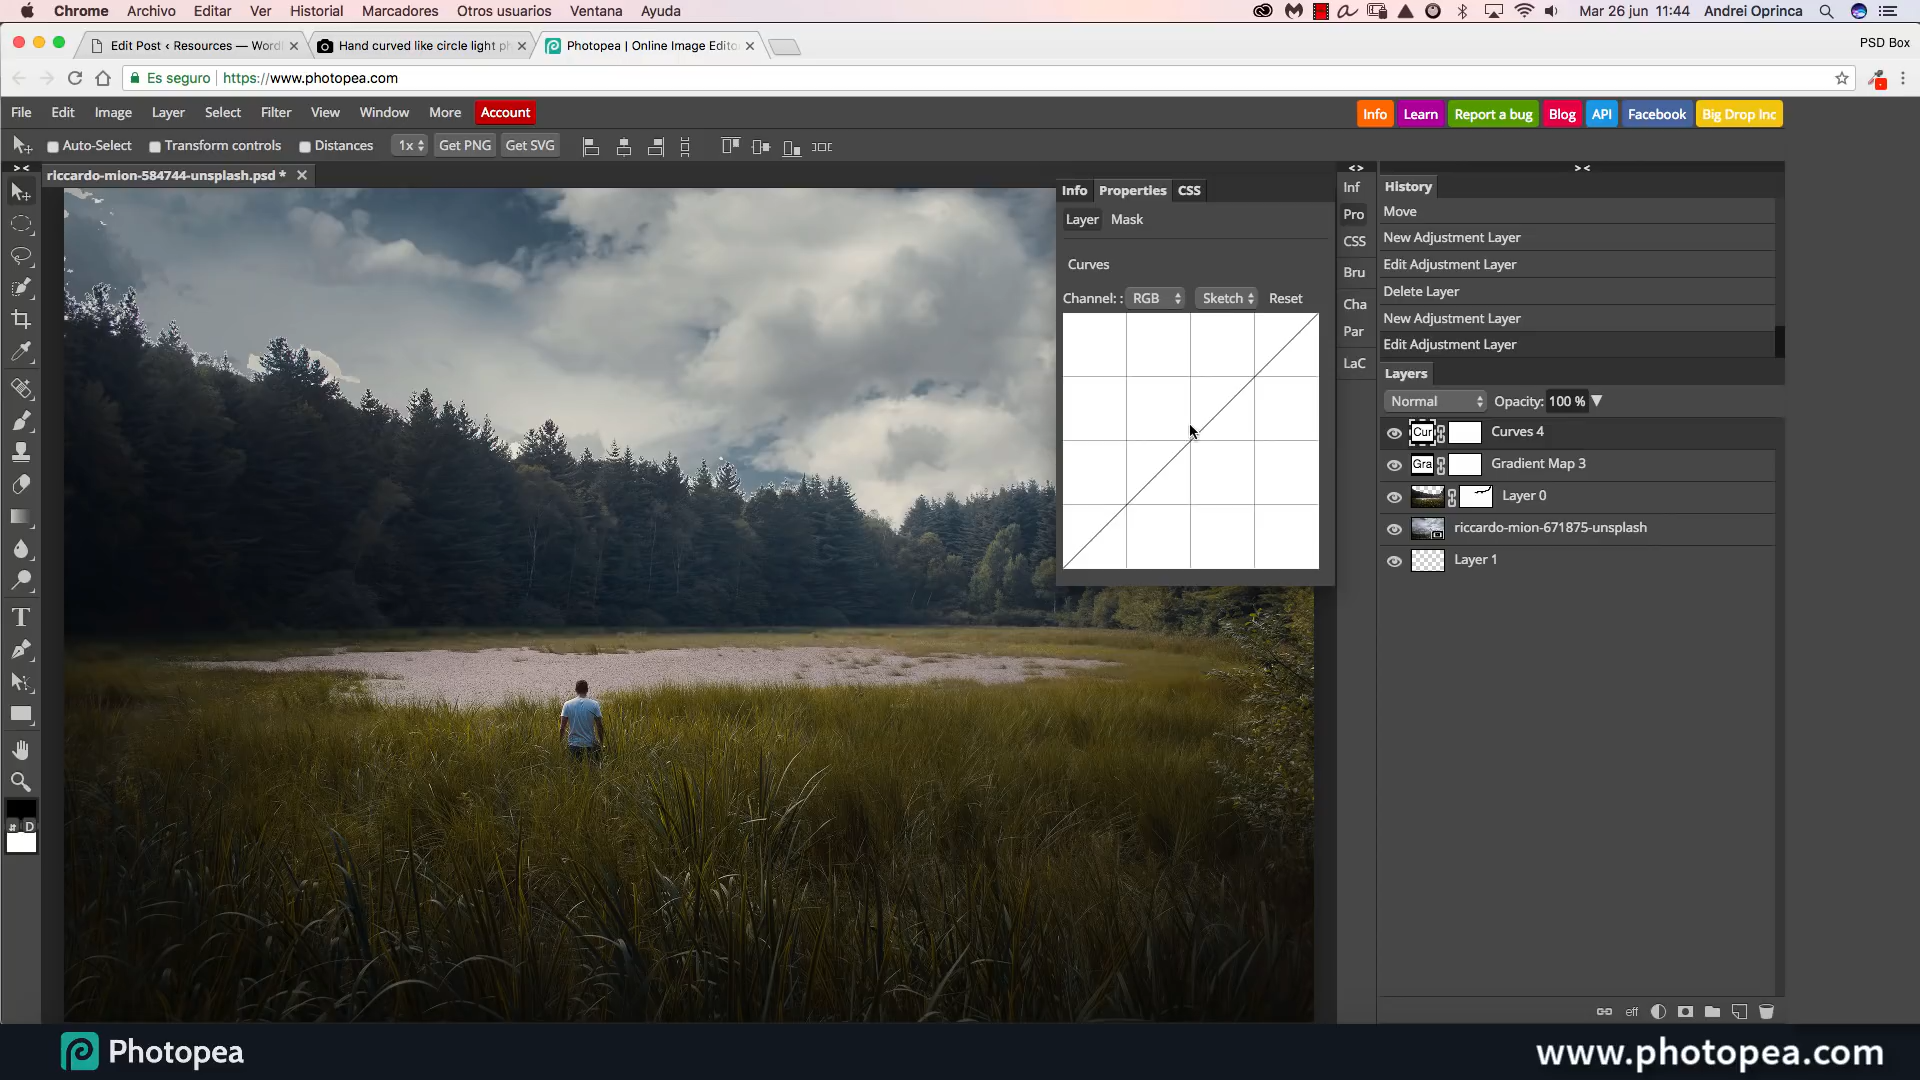 Chrome Archivo Editar Ver Historial Marcadores Otros usuarios Ventana Ayuda Mar 26 jun 11:44 Andrei Oprinca
Edit Post ‹ Resources — Word Hand curved like circle light ph Photopea | Online Image Edito PSD Box
Es seguro https://www.photopea.com
File Edit Image Layer Select Filter View Window More Account Info Learn Report a bug Blog API Facebook Big Drop Inc
Auto-Select Transform controls Distances 1x Get PNG Get SVG
riccardo-mion-584744-unsplash.psd *
Info Properties CSS
Layer Mask
Curves
Channel: : RGB Sketch Reset
Inf
Pro
CSS
Bru
Cha
Par
LaC
History
Move
New Adjustment Layer
Edit Adjustment Layer
Delete Layer
New Adjustment Layer
Edit Adjustment Layer
Layers
Normal Opacity: 100 %
Cur Curves 4
Gra Gradient Map 3
Layer 0
riccardo-mion-671875-unsplash
Layer 1
T
D
eff
Photopea www.photopea.com